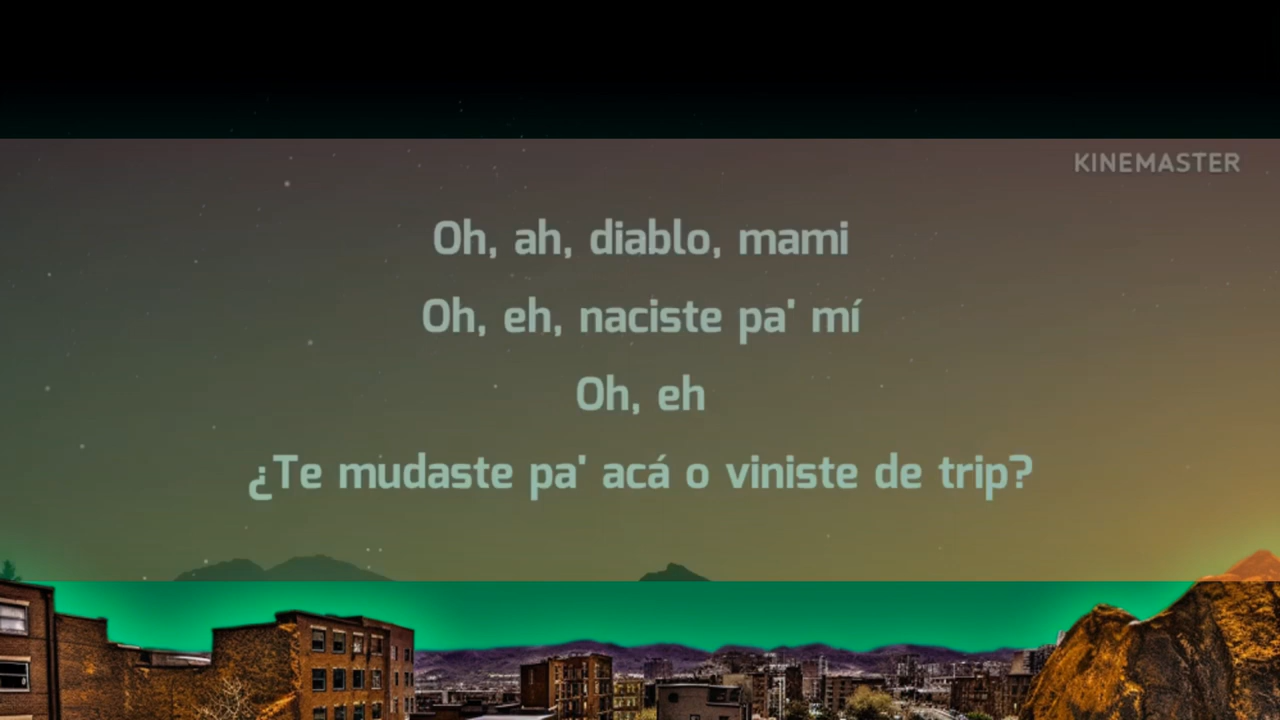 KINEMASTER
Oh, ah, diablo, mami
Oh, eh, naciste pa' mí
Oh, eh
¿Te mudaste pa' acá o viniste de trip?